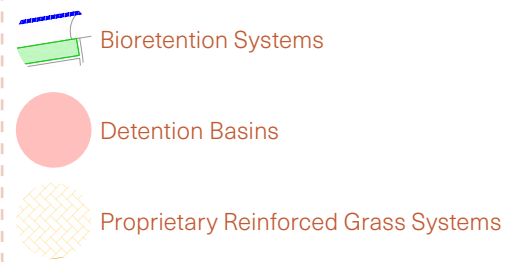 Bioretention Systems
Detention Basins
Proprietary Reinforced Grass Systems